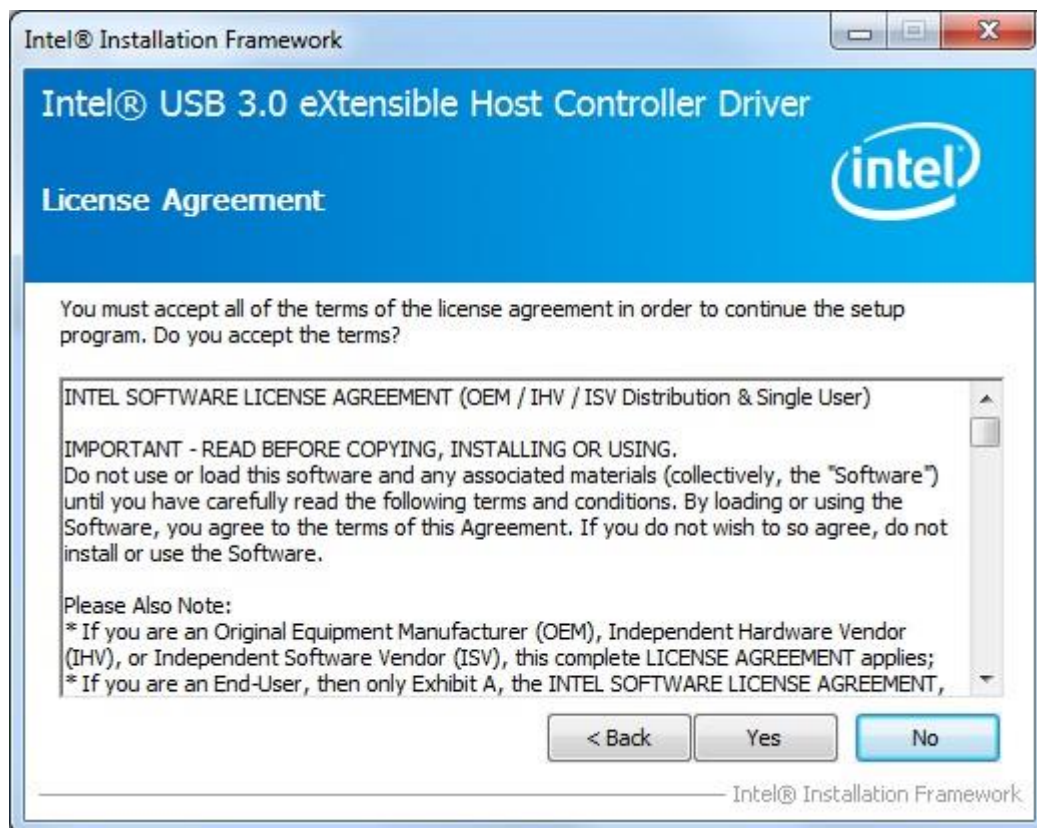 Intel® Installation Framework
Intel® USB 3.0 eXtensible Host Controller Driver
intel
License Agreement
You must accept all of the terms of the license agreement in order to continue the setup
program. Do you accept the terms?
INTEL SOFTWARE LICENSE AGREEMENT (OEM / IHV / ISV Distribution & Single User)
IMPORTANT - READ BEFORE COPYING, INSTALLING OR USING.
Do not use or load this software and any associated materials (collectively, the "Software")
until you have carefully read the following terms and conditions. By loading or using the
Software, you agree to the terms of this Agreement. If you do not wish to so agree, do not
install or use the Software.
Please Also Note:
* If you are an Original Equipment Manufacturer (OEM), Independent Hardware Vendor
(IHV), or Independent Software Vendor (ISV), this complete LICENSE AGREEMENT applies;
* If you are an End-User, then only Exhibit A, the INTEL SOFTWARE LICENSE AGREEMENT,
< Back Yes No
Intel® Installation Framework